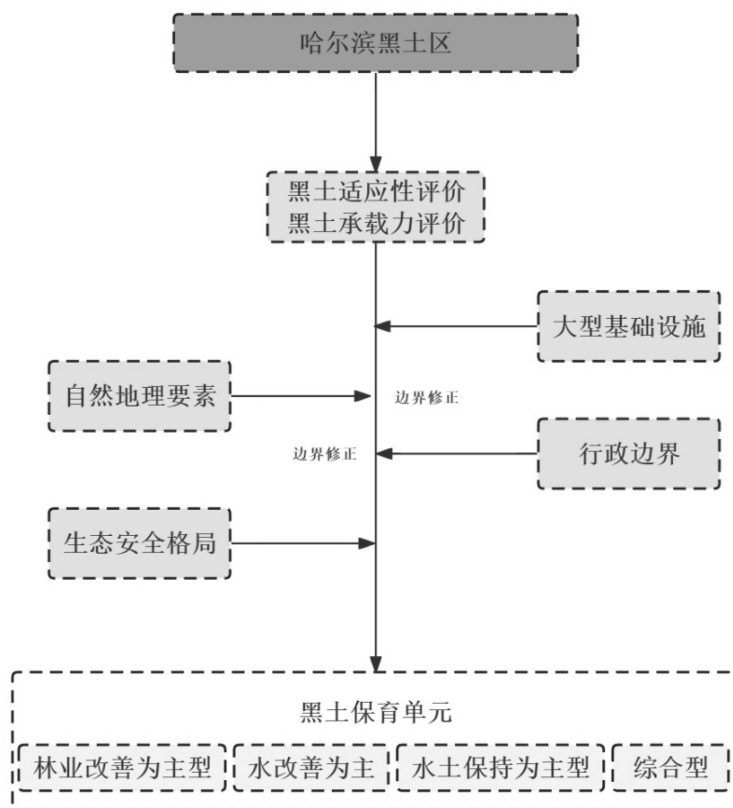 哈尔滨黑土区
黑土适应性评价
黑土承载力评价
大型基础设施
自然地理要素
边界修正
边界修正
行政边界
生态安全格局
黑土保育单元
林业改善为主型
水改善为主
水土保持为主型
综合型